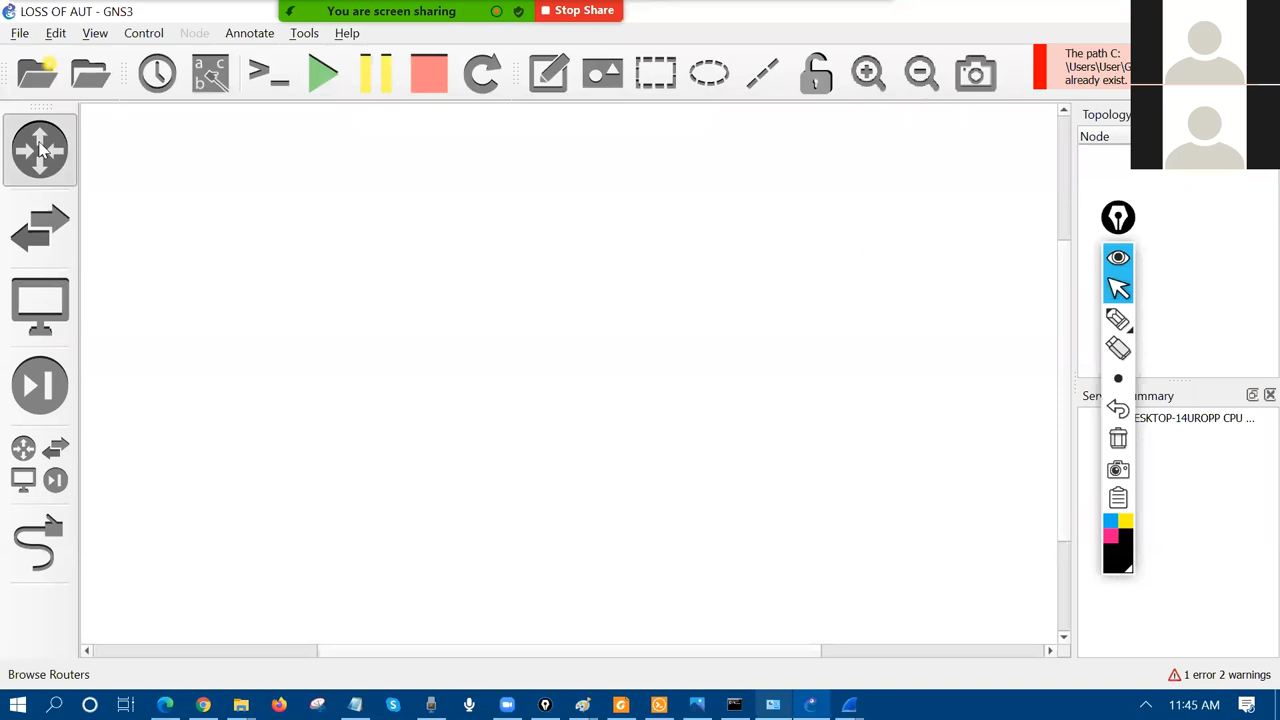 LOSS OF AUT - GNS3
You are screen sharing
Stop Share
File Edit View Control Node Annotate Tools Help
The path C:
\Users\User\G
already exist.
Topology
Node
Summary
ESKTOP-14UROPP CPU ...
Browse Routers
1 error 2 warnings
11:45 AM